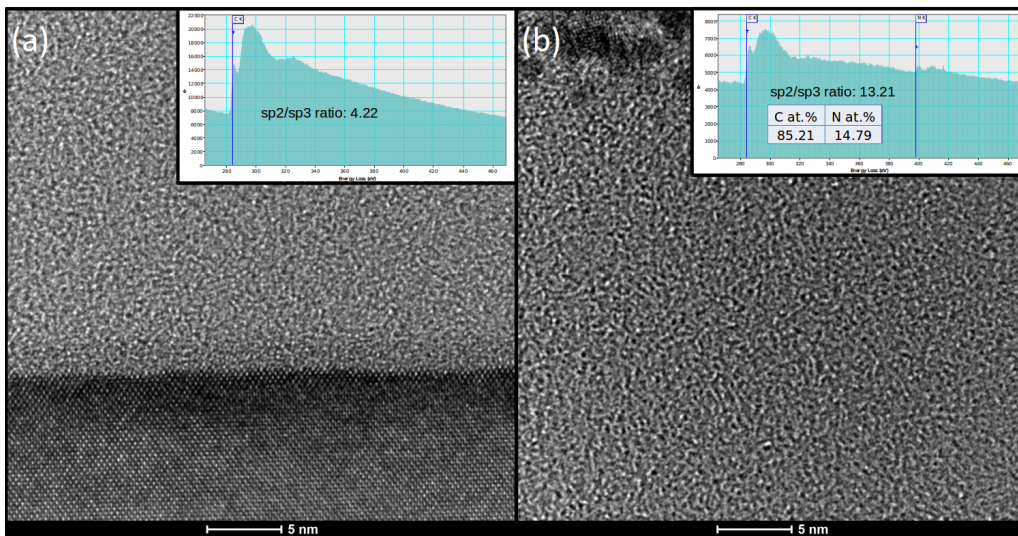 (a)
C K
22000
20000
18000
16000
14000
12000
10000
8000
6000
4000
2000
0
sp2/sp3 ratio: 4.22
280 300 320 340 360 380 400 420 440 460
Energy Loss (eV)
5 nm
(b)
C K
N K
8000
7000
6000
5000
4000
3000
2000
1000
0
sp2/sp3 ratio: 13.21
C at.% N at.%
85.21 14.79
280 300 320 340 360 380 400 420 440 460
Energy Loss (eV)
5 nm